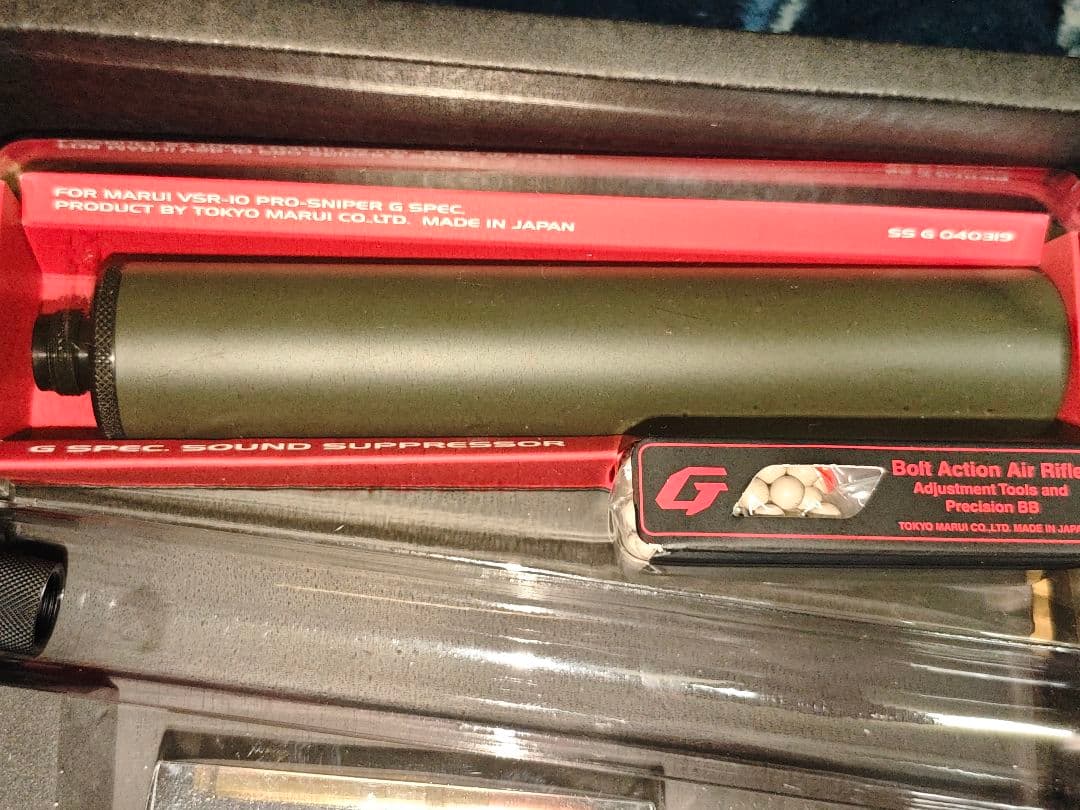 FOR MARUI VSR-10 PRO-SNIPER G SPEC.
PRODUCT BY TOKYO MARUI CO.,LTD. MADE IN JAPAN
SS G 040319
G SPEC. SOUND SUPPRESSOR
G
Bolt Action Air Rifle
Adjustment Tools and
Precision BB
TOKYO MARUI CO.,LTD. MADE IN JAPA